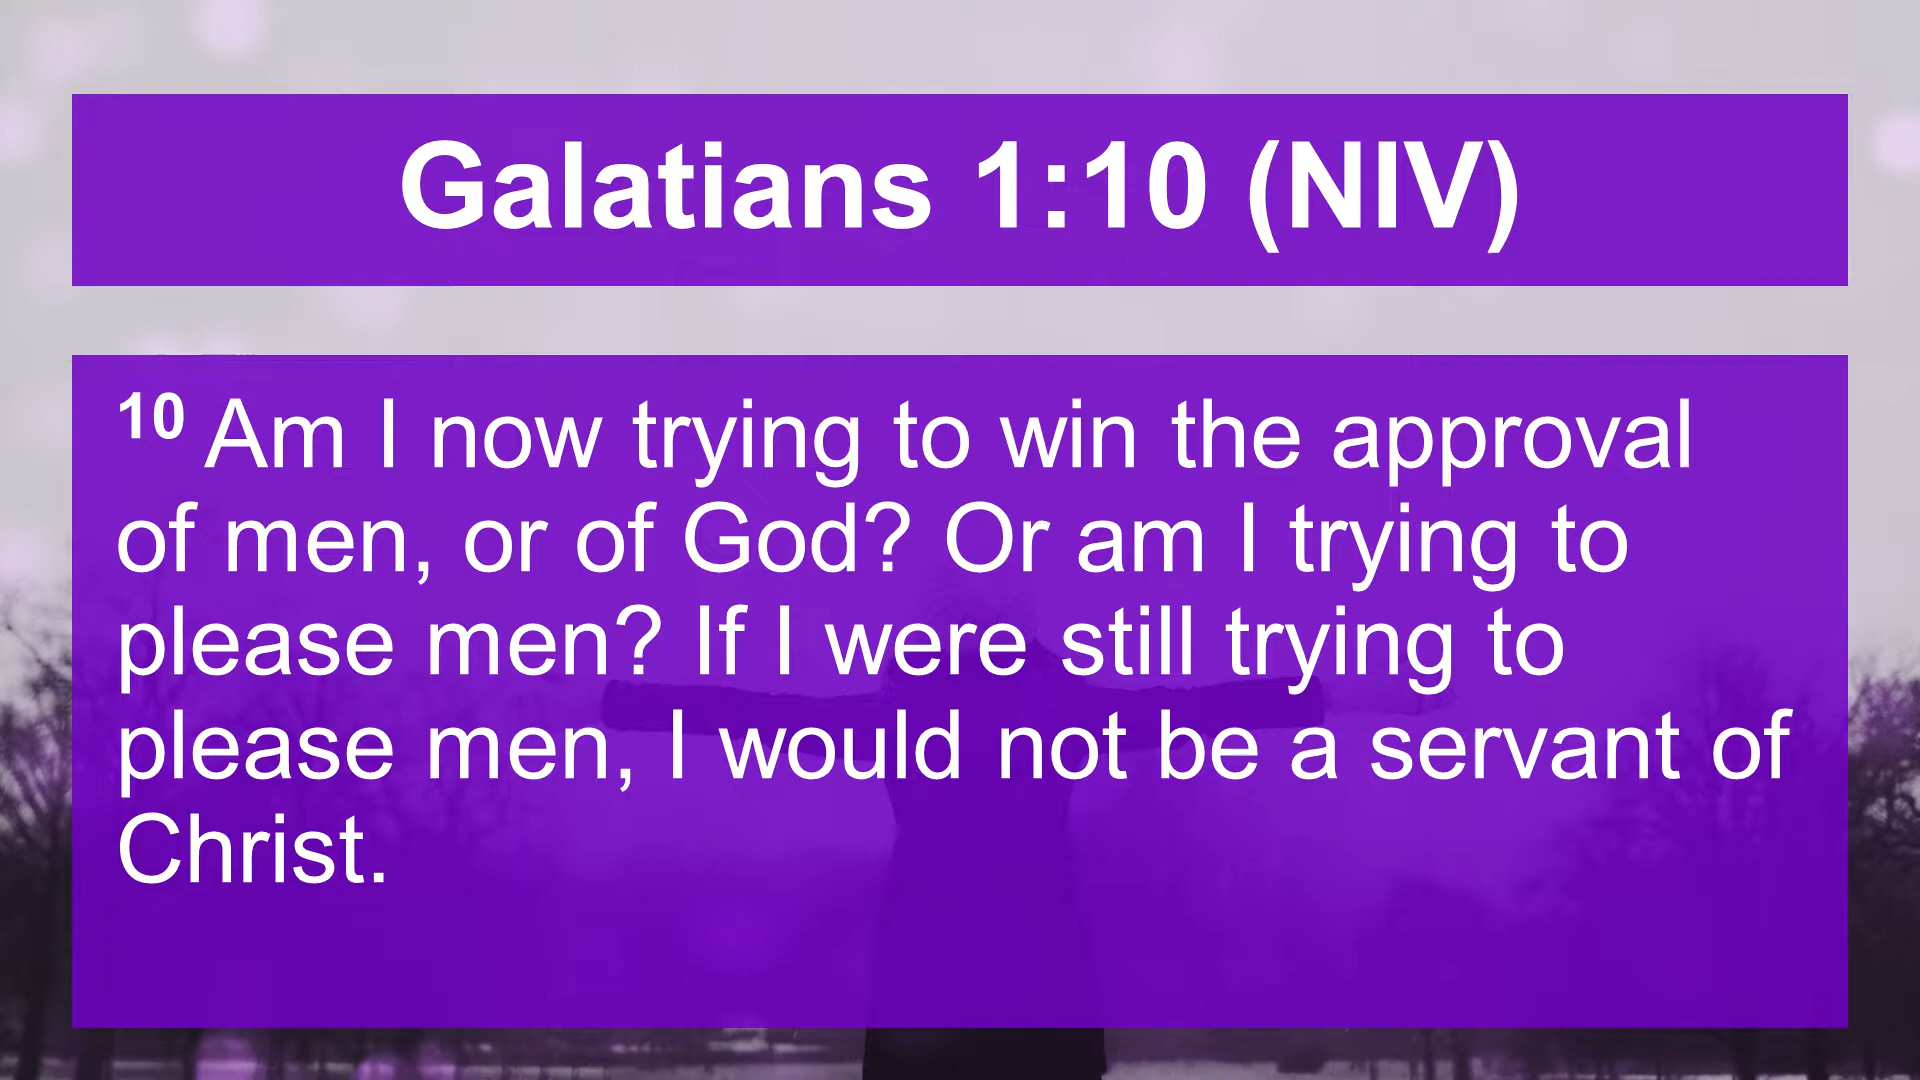 Galatians 1:10 (NIV)
10 Am I now trying to win the approval
of men, or of God? Or am I trying to
please men? If I were still trying to
please men, I would not be a servant of
Christ.